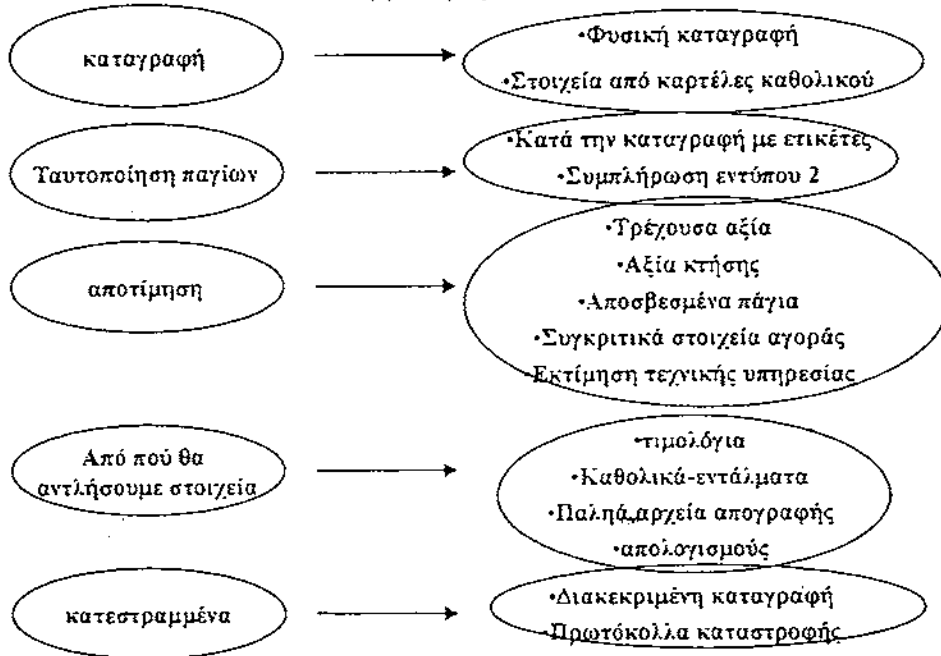 καταγραφή
•Φυσική καταγραφή
•Στοιχεία από καρτέλες καθολικού
Ταυτοποίηση παγίων
•Κατά την καταγραφή με ετικέτες
•Συμπλήρωση εντύπου 2
αποτίμηση
•Τρέχουσα αξία
•Αξία κτήσης
•Αποσβεσμένα πάγια
•Συγκριτικά στοιχεία αγοράς
•Εκτίμηση τεχνικής υπηρεσίας
Από πού θα
αντλήσουμε στοιχεία
•τιμολόγια
•Καθολικά-εντάλματα
•Παληά αρχεία απογραφής
•απολογισμούς
κατεστραμμένα
•Διακεκριμένη καταγραφή
•Πρωτόκολλα καταστροφής